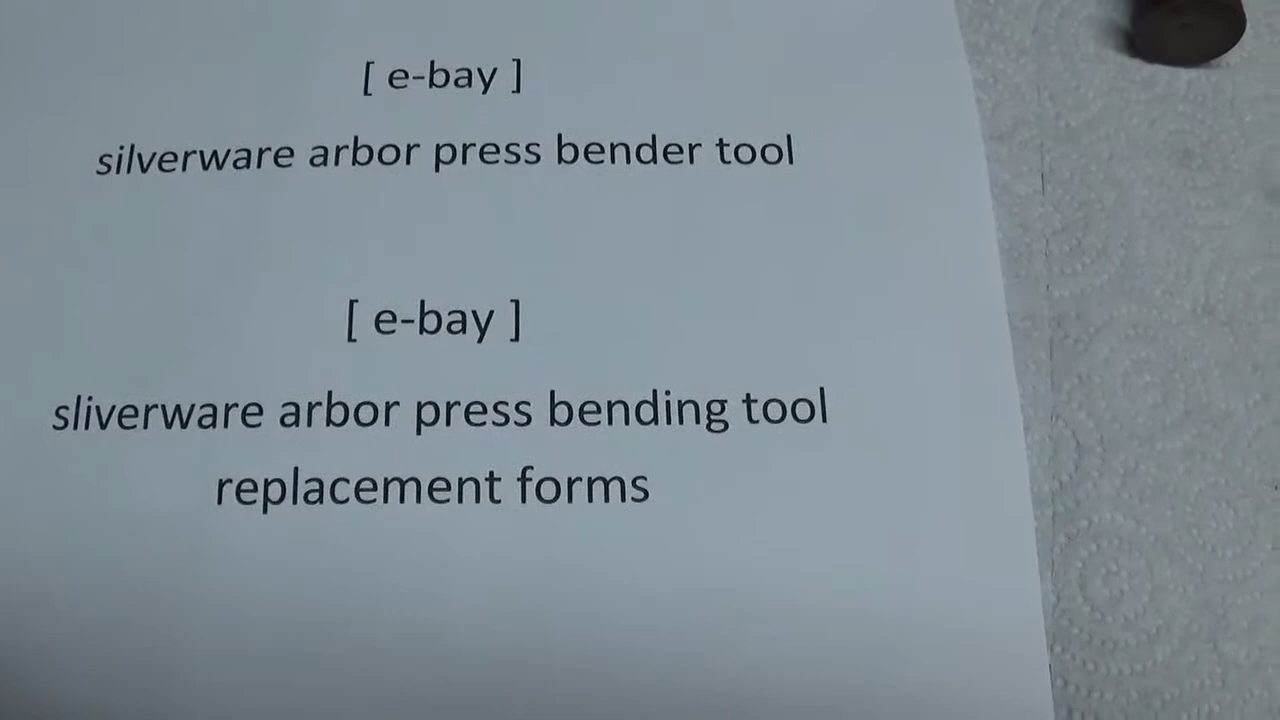 [ e-bay ]
silverware arbor press bender tool
[ e-bay ]
sliverware arbor press bending tool
replacement forms